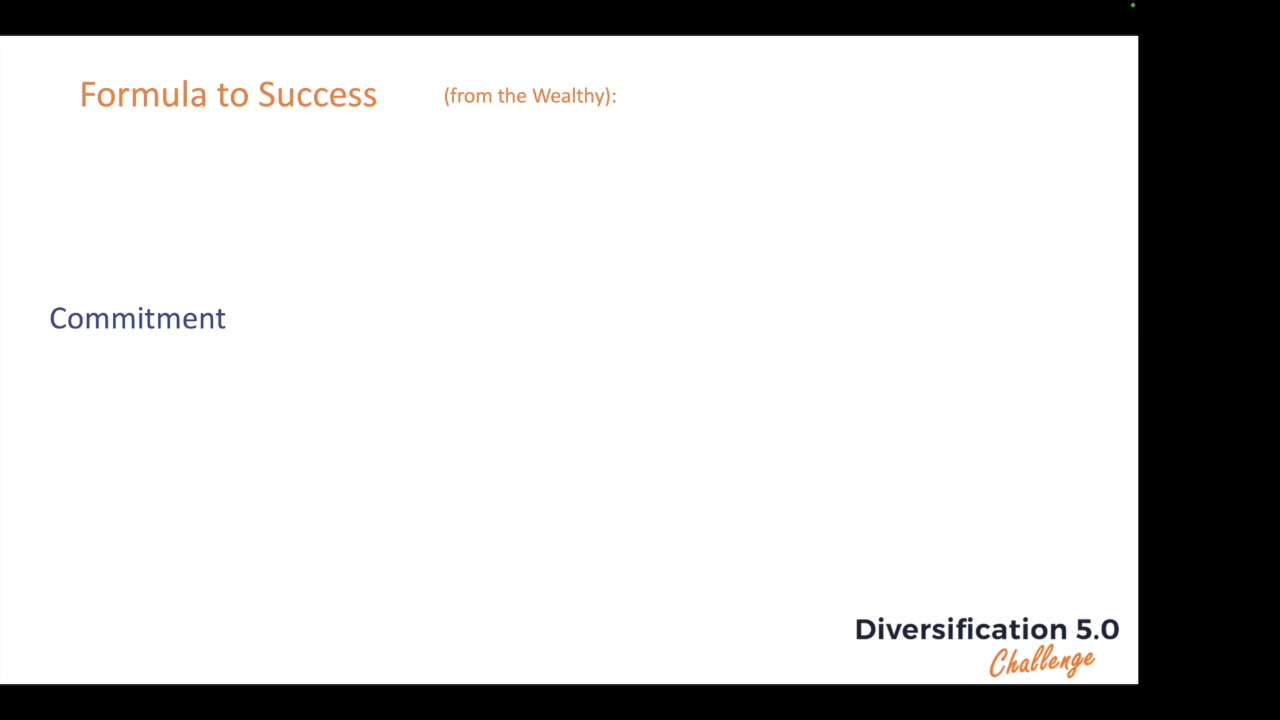 Formula to Success (from the Wealthy):
Commitment
Diversification 5.0
Challenge